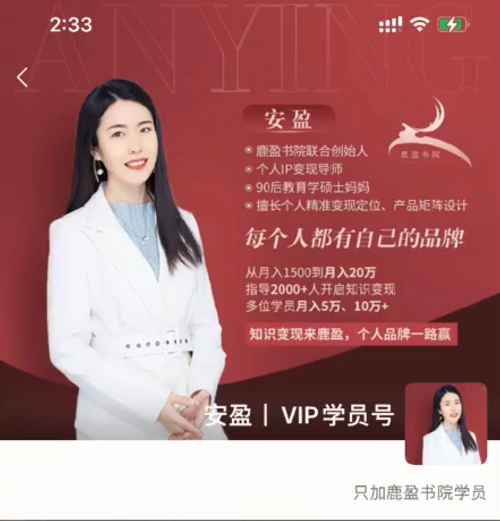 2:33
ANYING
安盈
鹿盈书院
鹿盈书院联合创始人
个人IP变现导师
90后教育学硕士妈妈
擅长个人精准变现定位、产品矩阵设计
每个人都有自己的品牌
从月入1500到月入20万
指导2000+人开启知识变现
多位学员月入5万、10万+
知识变现来鹿盈，个人品牌一路赢
安盈｜VIP学员号
只加鹿盈书院学员